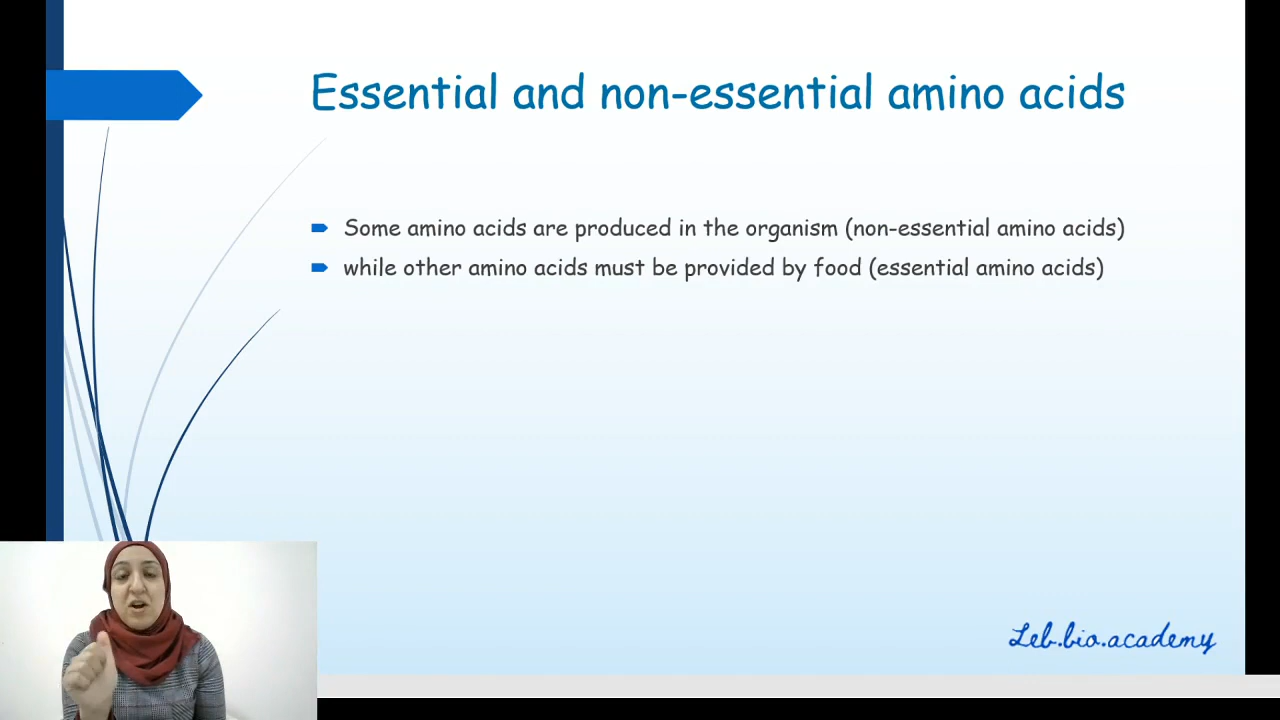 Essential and non-essential amino acids
Some amino acids are produced in the organism (non-essential amino acids)
while other amino acids must be provided by food (essential amino acids)
Leb.bio.academy